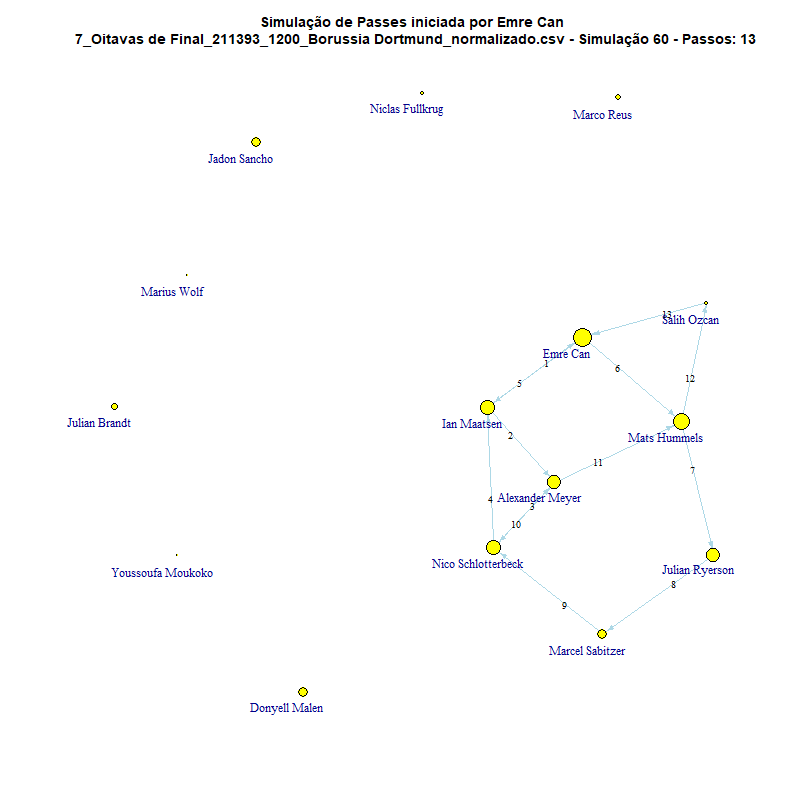 Simulação de Passes iniciada por Emre Can
7_Oitavas de Final_211393_1200_Borussia Dortmund_normalizado.csv - Simulação 60 - Passos: 13
Niclas Fullkrug
Marco Reus
Jadon Sancho
Marius Wolf
13
Salih Ozcan
Emre Can
1
6
12
5
Julian Brandt
Ian Maatsen
2
Mats Hummels
11
7
Alexander Meyer
4
3
10
Nico Schlotterbeck
Youssoufa Moukoko
Julian Ryerson
8
9
Marcel Sabitzer
Donyell Malen